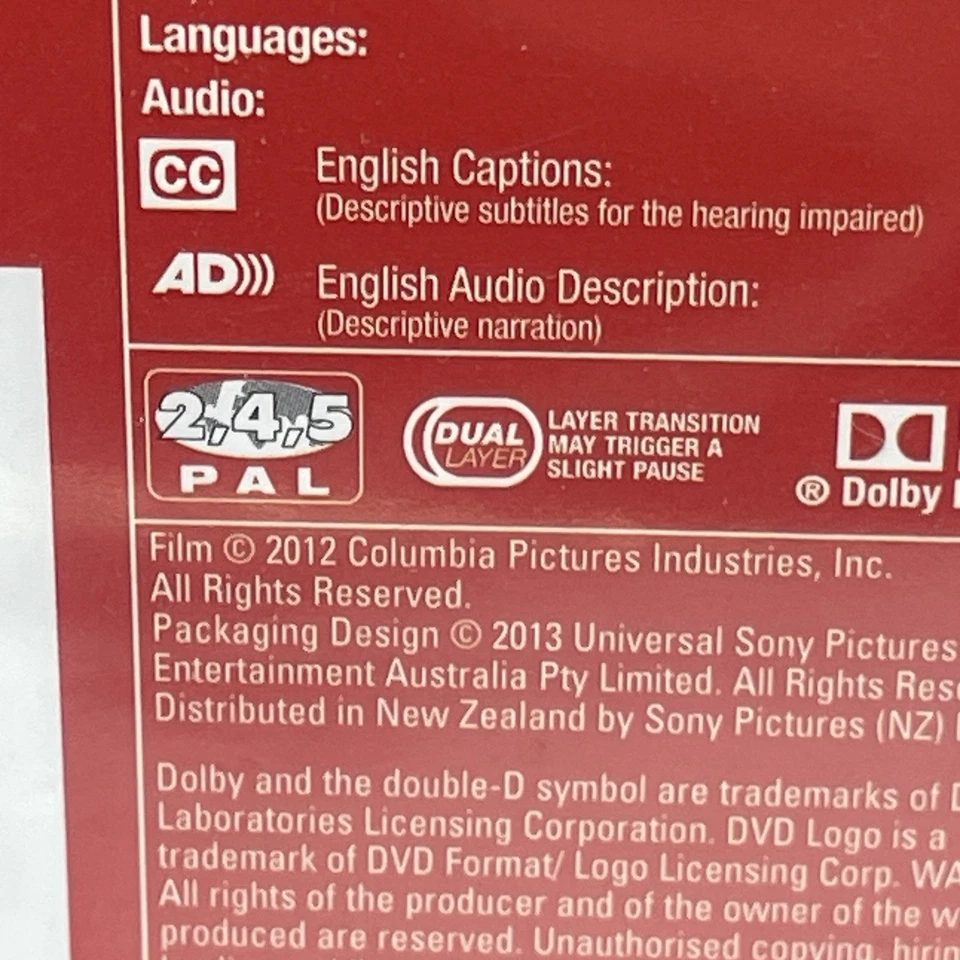 Languages:
Audio:
CC
English Captions:
(Descriptive subtitles for the hearing impaired)
AD)))
English Audio Description:
(Descriptive narration)
2,4,5
PAL
DUAL
LAYER
LAYER TRANSITION
MAY TRIGGER A
SLIGHT PAUSE
® Dolby
Film © 2012 Columbia Pictures Industries, Inc.
All Rights Reserved.
Packaging Design © 2013 Universal Sony Pictures
Entertainment Australia Pty Limited. All Rights
Distributed in New Zealand by Sony Pictures (NZ)
Dolby and the double-D symbol are trademarks of
Laboratories Licensing Corporation. DVD Logo is a
trademark of DVD Format/ Logo Licensing Corp.
All rights of the producer and of the owner of the
produced are reserved. Unauthorised copying,